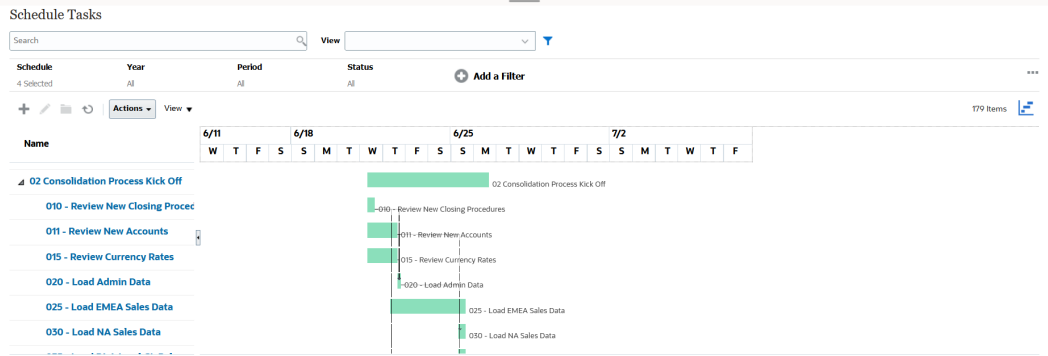 Schedule Tasks
Search
View
Schedule Year Period Status
4 Selected All All All
Add a Filter
Actions View 179 Items
Name
6/11 6/18 6/25 7/2
W T F S S M T W T F S S M T W T F S S M T W T F
02 Consolidation Process Kick Off 02 Consolidation Process Kick Off
010 - Review New Closing Proced 010 - Review New Closing Procedures
011 - Review New Accounts 011 - Review New Accounts
015 - Review Currency Rates 015 - Review Currency Rates
020 - Load Admin Data 020 - Load Admin Data
025 - Load EMEA Sales Data 025 - Load EMEA Sales Data
030 - Load NA Sales Data 030 - Load NA Sales Data